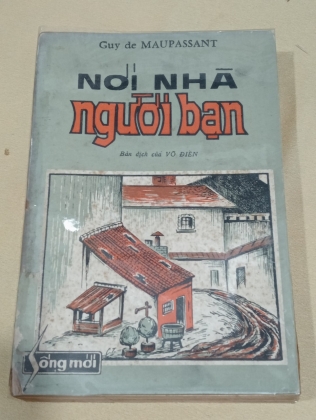 Guy de MAUPASSANT
NƠI NHÀ
người bạn
Bản dịch của VÕ ĐIỀN
Sống mới